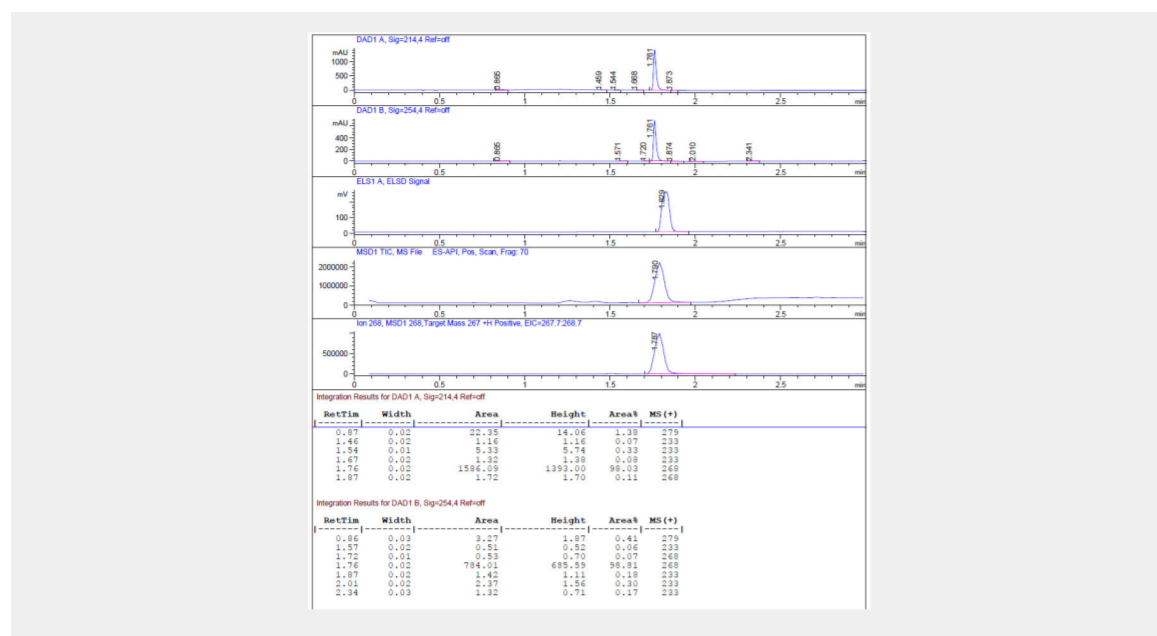 DAD1 A, Sig=214,4 Ref=off
mAU
1000
500
0
0.865
1.459
1.544
1.668
1.761
1.873
0 0.5 1 1.5 2 2.5 min
DAD1 B, Sig=254,4 Ref=off
mAU
400
200
0
0.865
1.571
1.720
1.761
1.874
2.010
2.341
0 0.5 1 1.5 2 2.5 min
ELS1 A, ELSD Signal
mV
100
0
1.829
0 0.5 1 1.5 2 2.5 min
MSD1 TIC, MS File ES-API, Pos, Scan, Frag: 70
2000000
1000000
0
1.790
0 0.5 1 1.5 2 2.5 min
Ion 268, MSD1 268,Target Mass 267 +H Positive, EIC=267.7:268.7
500000
0
1.787
0 0.5 1 1.5 2 2.5 min
Integration Results for DAD1 A, Sig=214,4 Ref=off
RetTim Width Area Height Area% MS(+)
0.87 0.02 22.35 14.06 1.38 279
1.46 0.02 1.16 1.16 0.07 233
1.54 0.01 5.33 5.74 0.33 233
1.67 0.02 1.32 1.38 0.08 233
1.76 0.02 1586.09 1393.00 98.03 268
1.87 0.02 1.72 1.70 0.11 268
Integration Results for DAD1 B, Sig=254,4 Ref=off
RetTim Width Area Height Area% MS(+)
0.86 0.03 3.27 1.87 0.41 279
1.57 0.02 0.51 0.52 0.06 233
1.72 0.01 0.53 0.70 0.07 268
1.76 0.02 784.01 685.59 98.81 268
1.87 0.02 1.42 1.11 0.18 233
2.01 0.02 2.37 1.56 0.30 233
2.34 0.03 1.32 0.71 0.17 233